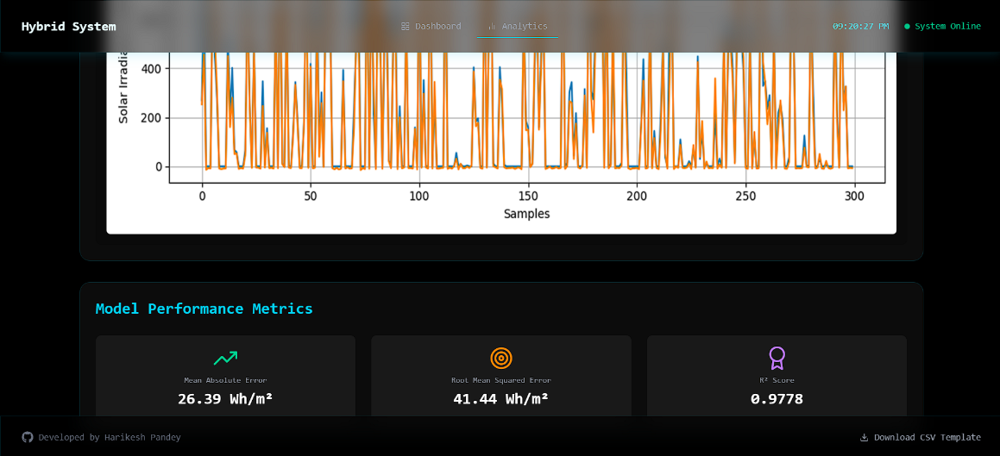 Hybrid System
Dashboard
Analytics
09:20:27 PM
System Online
Solar Irradia
400
200
0
0 50 100 150 200 250 300
Samples
Model Performance Metrics
Mean Absolute Error
26.39 Wh/m²
Root Mean Squared Error
41.44 Wh/m²
R² Score
0.9778
Developed by Harikesh Pandey
Download CSV Template